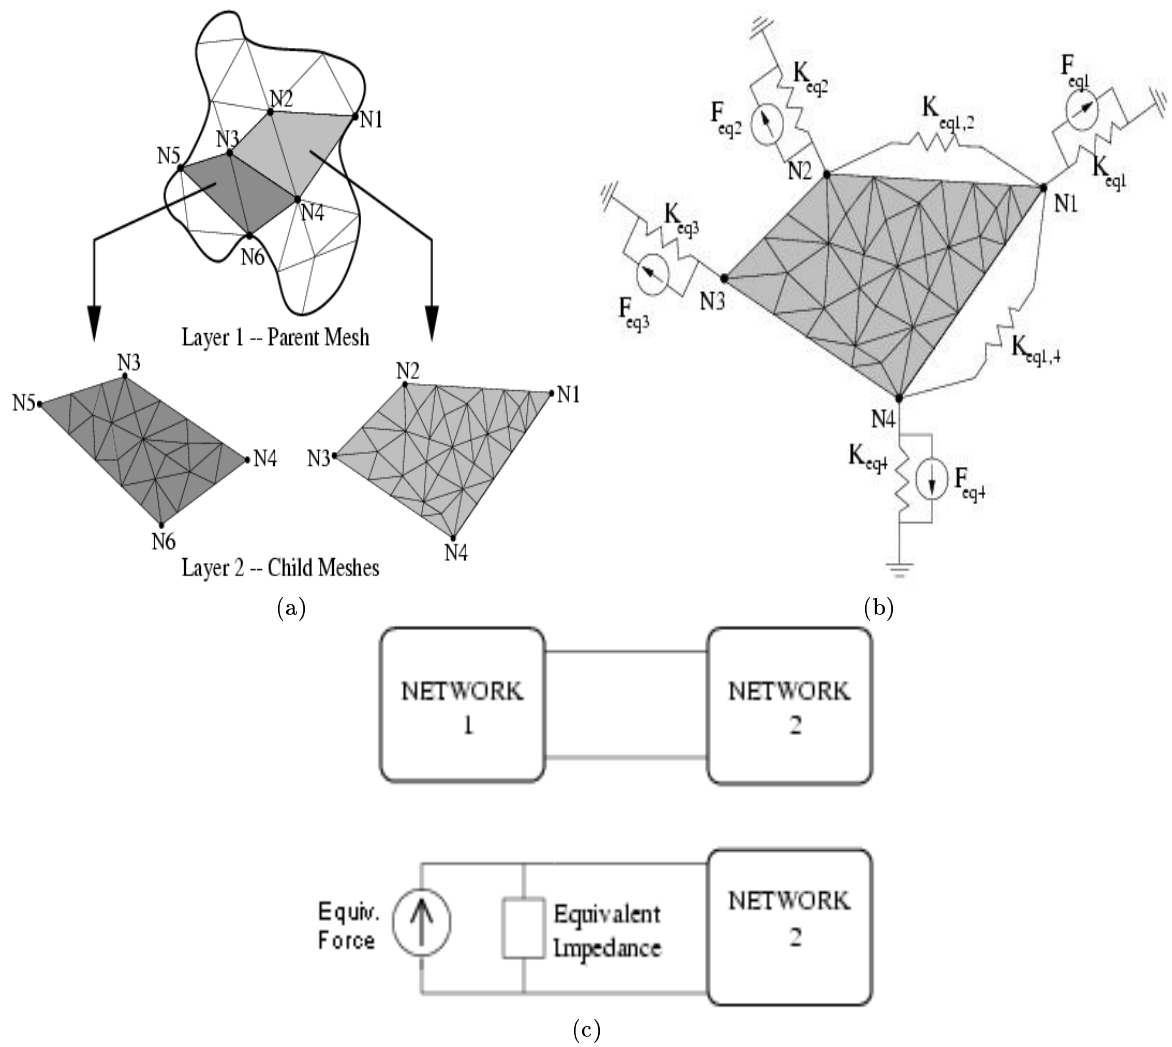 N2
N1
N3
N5
N4
N6
Layer 1 -- Parent Mesh
N3
N5
N4
N6
N2
N1
N3
N4
Layer 2 -- Child Meshes
(a)
Keq2
Feq2
Feq1
Keq1,2
Keq1
N2
N1
Keq3
N3
Feq3
Keq1,4
N4
Keq4
Feq4
(b)
NETWORK
1
NETWORK
2
Equiv.
Force
Equivalent
Impedance
NETWORK
2
(c)